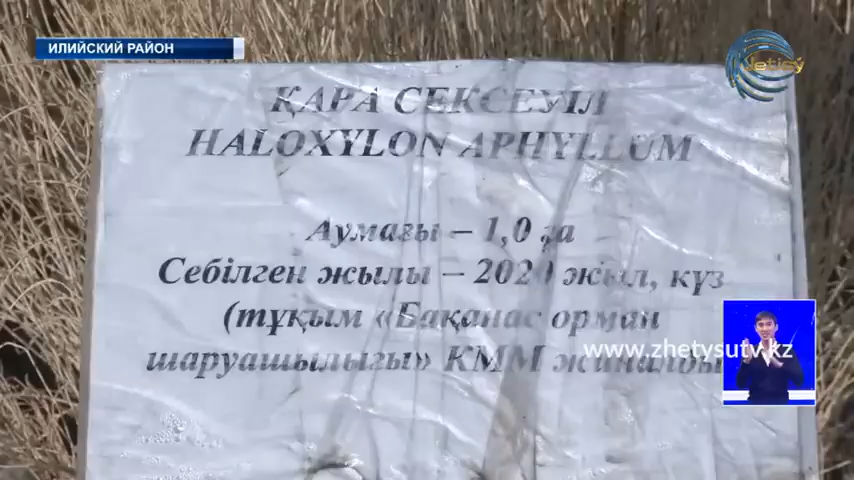 ИЛИЙСКИЙ РАЙОН
Jetisý
ҚАРА СЕКСЕУІЛ
HALOXYLON APHYLLUM
Аумағы – 1,0 га
Себілген жылы – 2020 жыл, күз
(тұқым «Бақанас орман
шаруашылығы» КММ жиналды
www.zhetysutv.kz